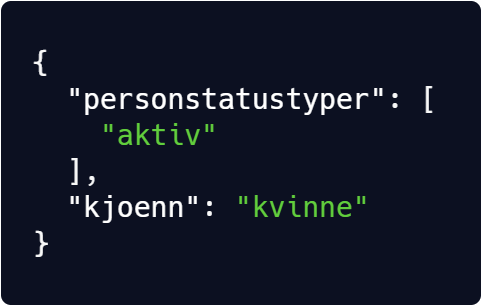 {
  "personstatustyper": [
    "aktiv"
  ],
  "kjoenn": "kvinne"
}